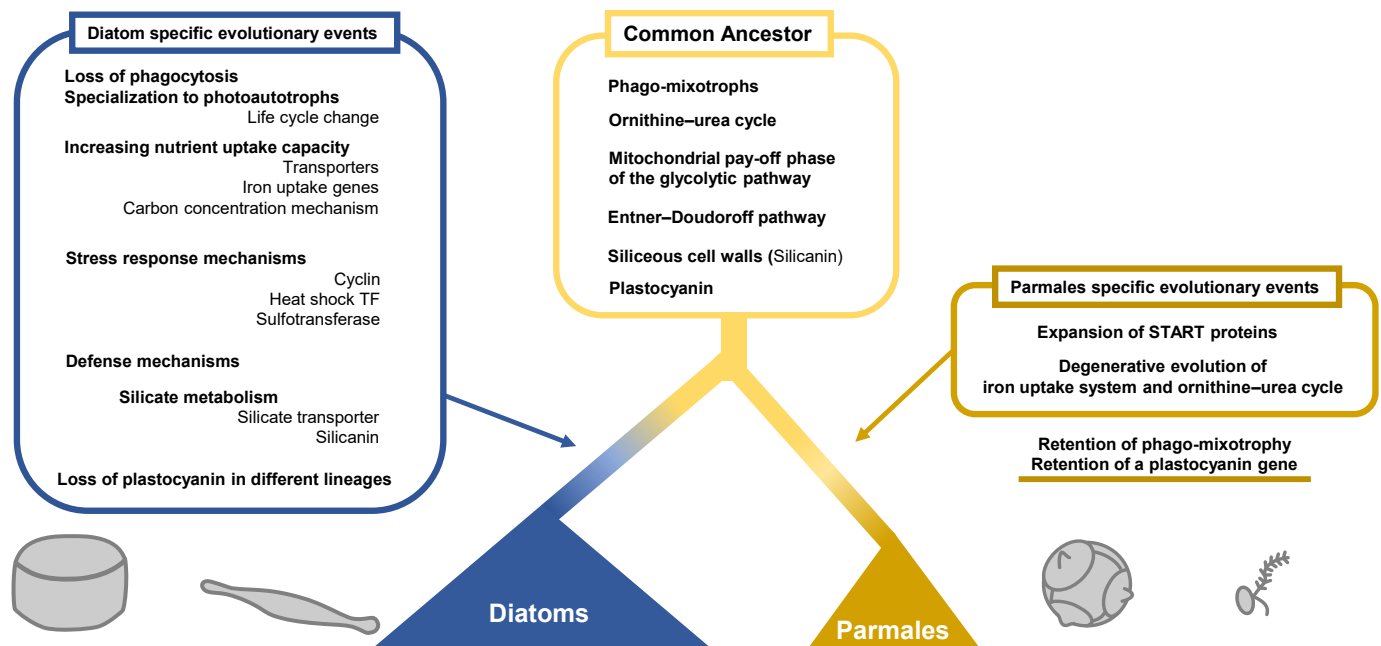 Diatom specific evolutionary events
Loss of phagocytosis
Specialization to photoautotrophs
Life cycle change
Increasing nutrient uptake capacity
Transporters
Iron uptake genes
Carbon concentration mechanism
Stress response mechanisms
Cyclin
Heat shock TF
Sulfotransferase
Defense mechanisms
Silicate metabolism
Silicate transporter
Silicanin
Loss of plastocyanin in different lineages
Common Ancestor
Phago-mixotrophs
Ornithine–urea cycle
Mitochondrial pay-off phase
of the glycolytic pathway
Entner–Doudoroff pathway
Siliceous cell walls (Silicanin)
Plastocyanin
Parmales specific evolutionary events
Expansion of START proteins
Degenerative evolution of
iron uptake system and ornithine–urea cycle
Retention of phago-mixotrophy
Retention of a plastocyanin gene
Diatoms
Parmales